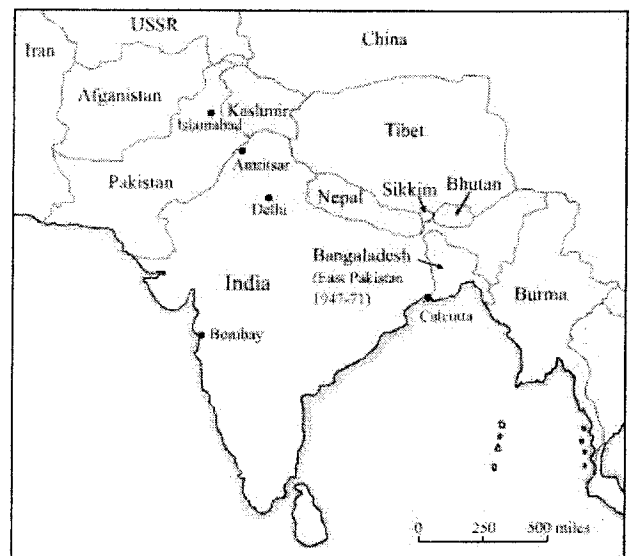 USSR
Iran
China
Afganistan
Kashmir
Islamabad
Tibet
Amritsar
Pakistan
Nepal
Sikkim
Bhutan
Delhi
Bangaladesh
(East Pakistan
1947-71)
India
Burma
Calcutta
Bombay
0 250 500 miles